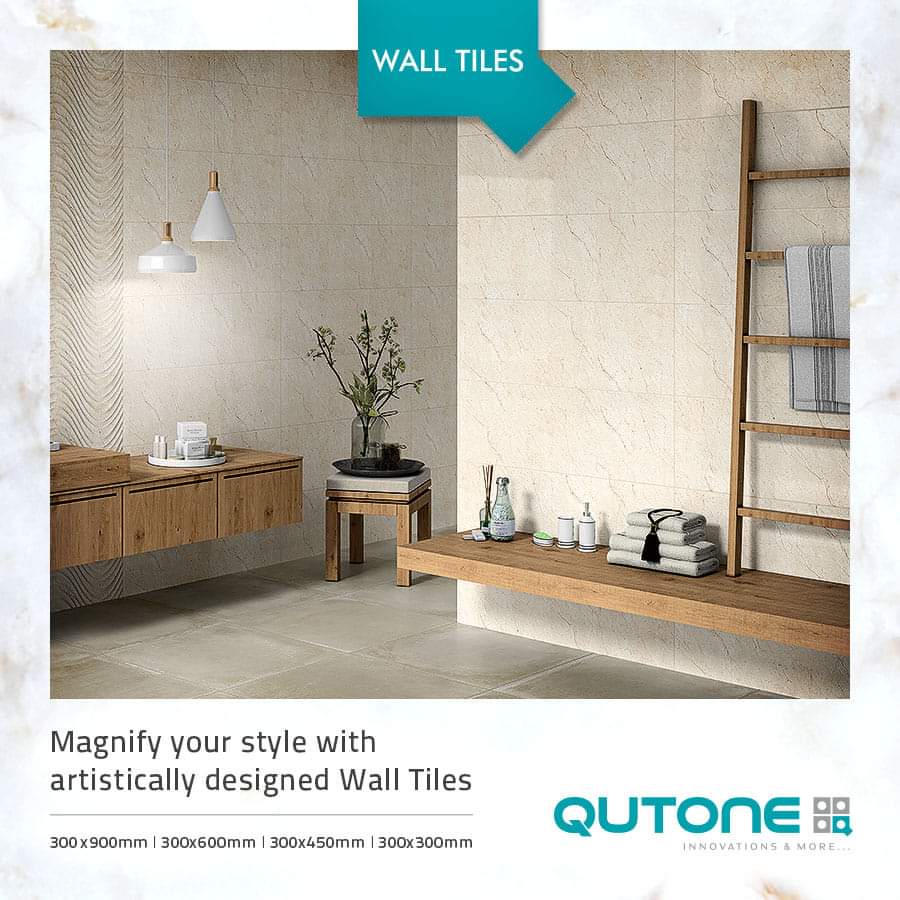 WALL TILES
Magnify your style with
artistically designed Wall Tiles
300x900mm | 300x600mm | 300x450mm | 300x300mm
QUTONE
INNOVATIONS & MORE...